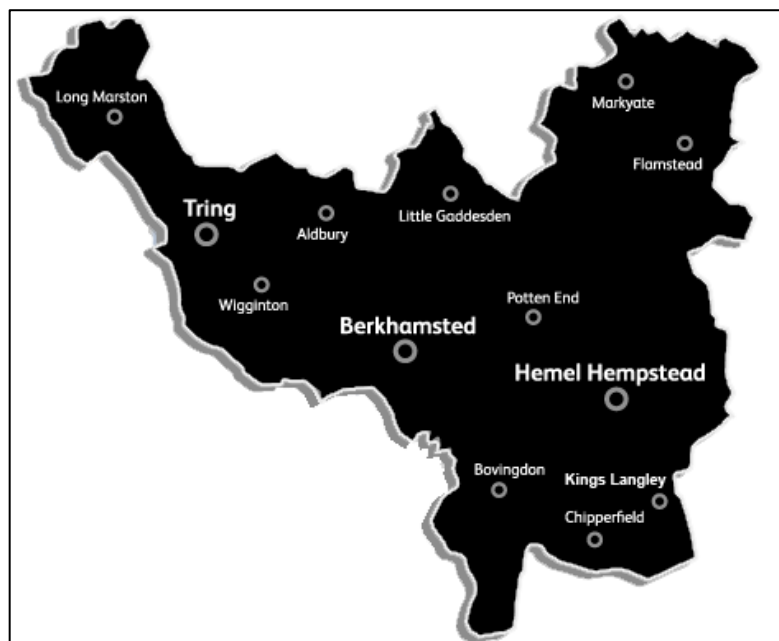 Markyate
Long Marston
Flamstead
Tring
Little Gaddesden
Aldbury
Wigginton
Potten End
Berkhamsted
Hemel Hempstead
Bovingdon
Kings Langley
Chipperfield